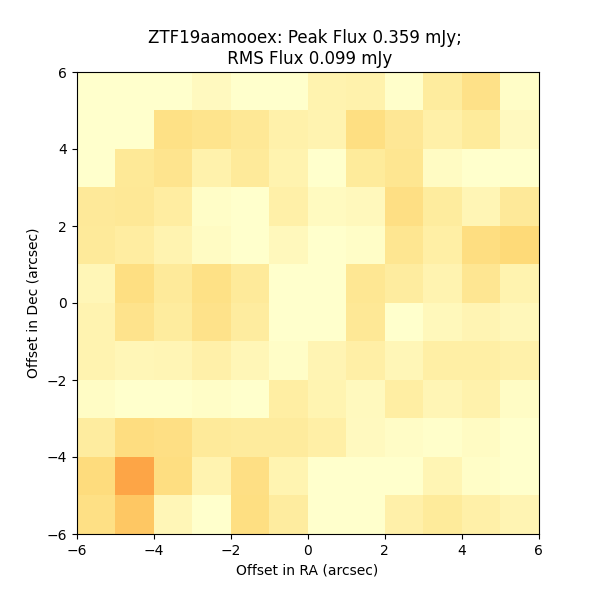 ZTF19aamooex: Peak Flux 0.359 mJy;
RMS Flux 0.099 mJy
6
4
2
0
−2
−4
−6
Offset in Dec (arcsec)
−6 −4 −2 0 2 4 6
Offset in RA (arcsec)